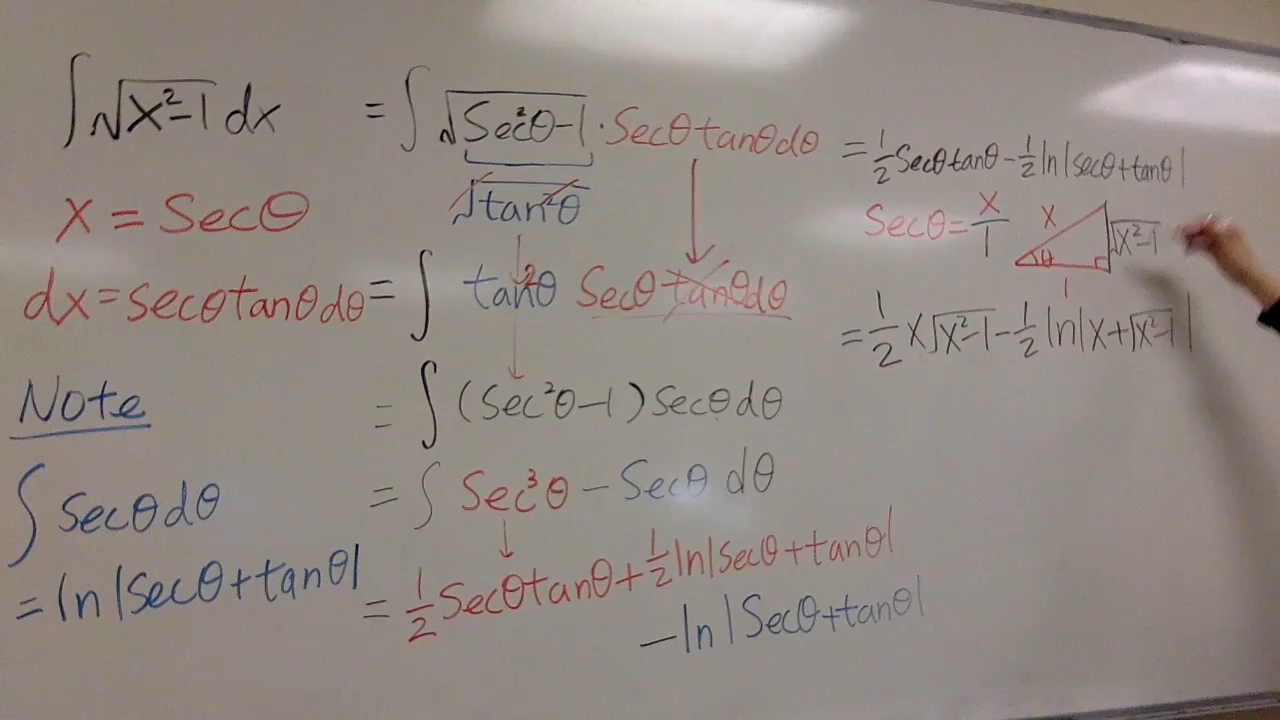 ∫√(x²-1) dx = ∫√(Sec²θ-1) · Secθ tanθ dθ
√tan²θ
x = Secθ
dx = secθ tanθ dθ
= ∫ tan²θ Secθ tanθ dθ
= ∫ (Sec²θ-1) Secθ dθ
= ∫ Sec³θ - Secθ dθ
= ½ Secθ tanθ + ½ ln|Secθ + tanθ|
- ln|Secθ + tanθ|
Note
∫ Secθ dθ
= ln|Secθ + tanθ|
= ½ Secθ tanθ - ½ ln|secθ + tanθ|
Secθ = x/1
x
√(x²-1)
θ
1
= ½ x√(x²-1) - ½ ln|x + √(x²-1)|